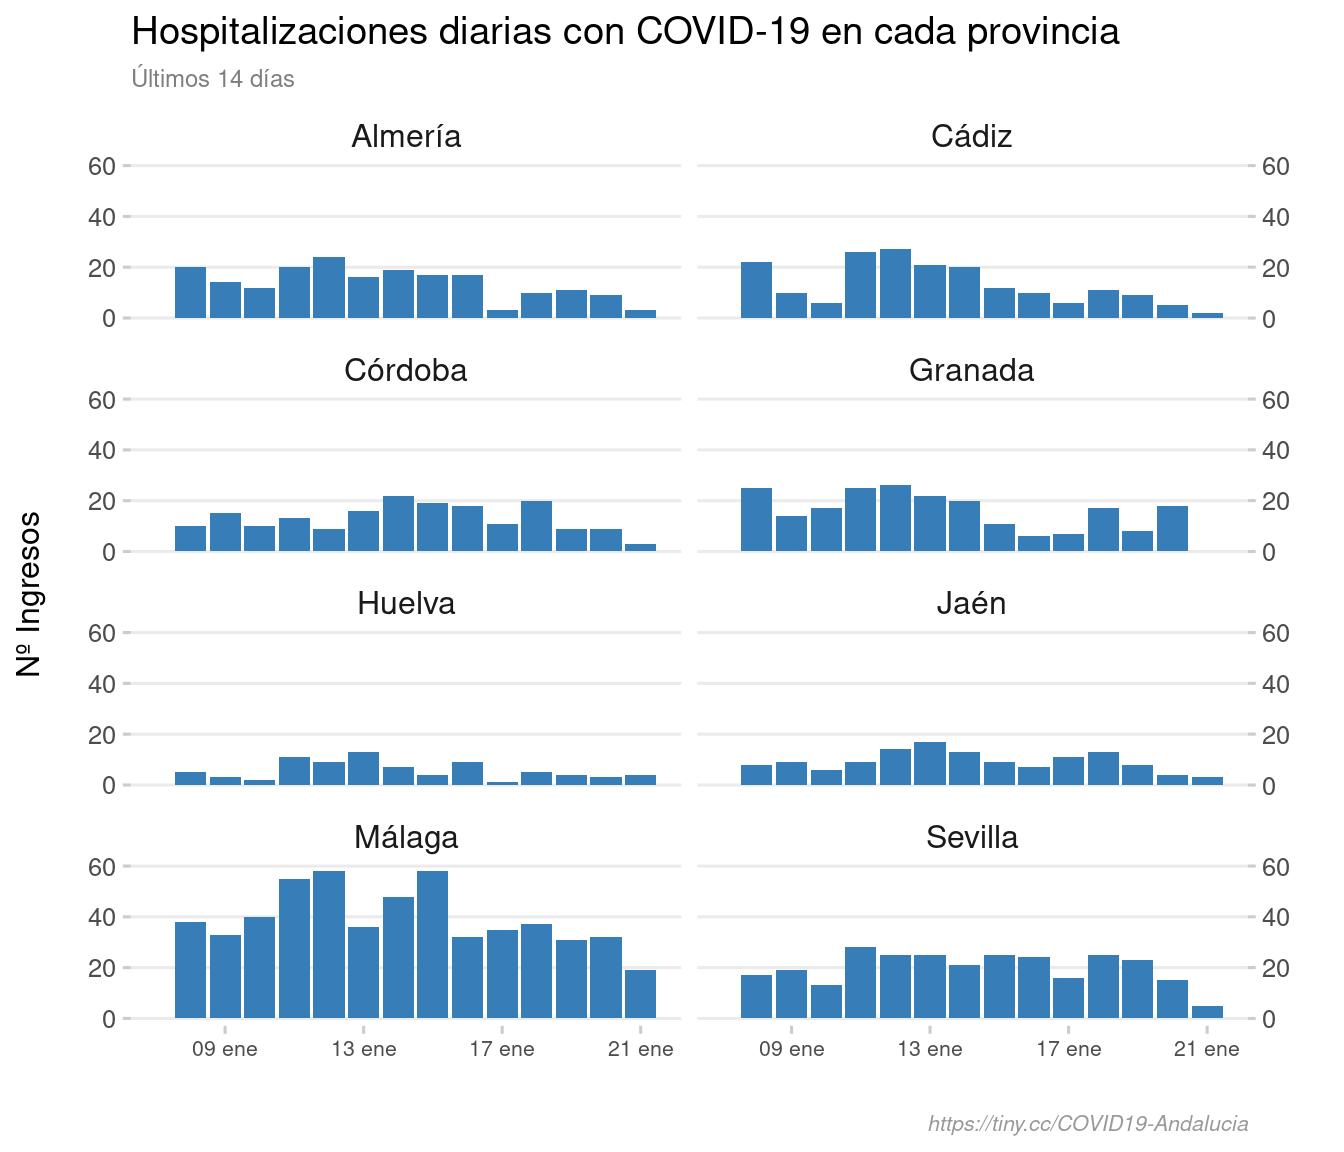 Hospitalizaciones diarias con COVID-19 en cada provincia
Últimos 14 días
Almería
Cádiz
60
40
20
0
60
40
20
0
Córdoba
Granada
60
40
20
0
60
40
20
0
Nº Ingresos
Huelva
Jaén
60
40
20
0
60
40
20
0
Málaga
Sevilla
60
40
20
0
60
40
20
0
09 ene 13 ene 17 ene 21 ene
09 ene 13 ene 17 ene 21 ene
https://tiny.cc/COVID19-Andalucia